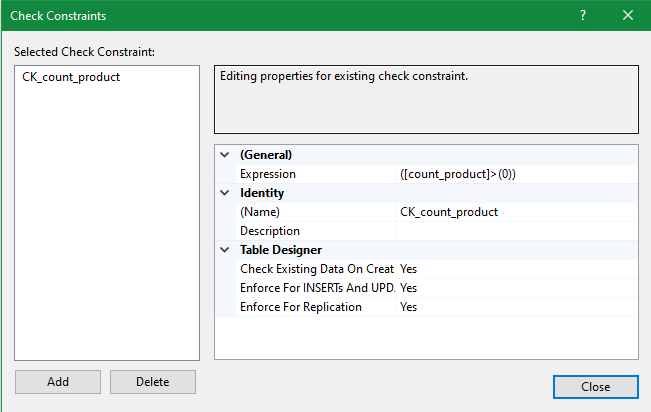 Check Constraints
Selected Check Constraint:
CK_count_product
Editing properties for existing check constraint.
(General)
Expression ([count_product]>(0))
Identity
(Name) CK_count_product
Description
Table Designer
Check Existing Data On Creat Yes
Enforce For INSERTs And UPD. Yes
Enforce For Replication Yes
Add Delete
Close